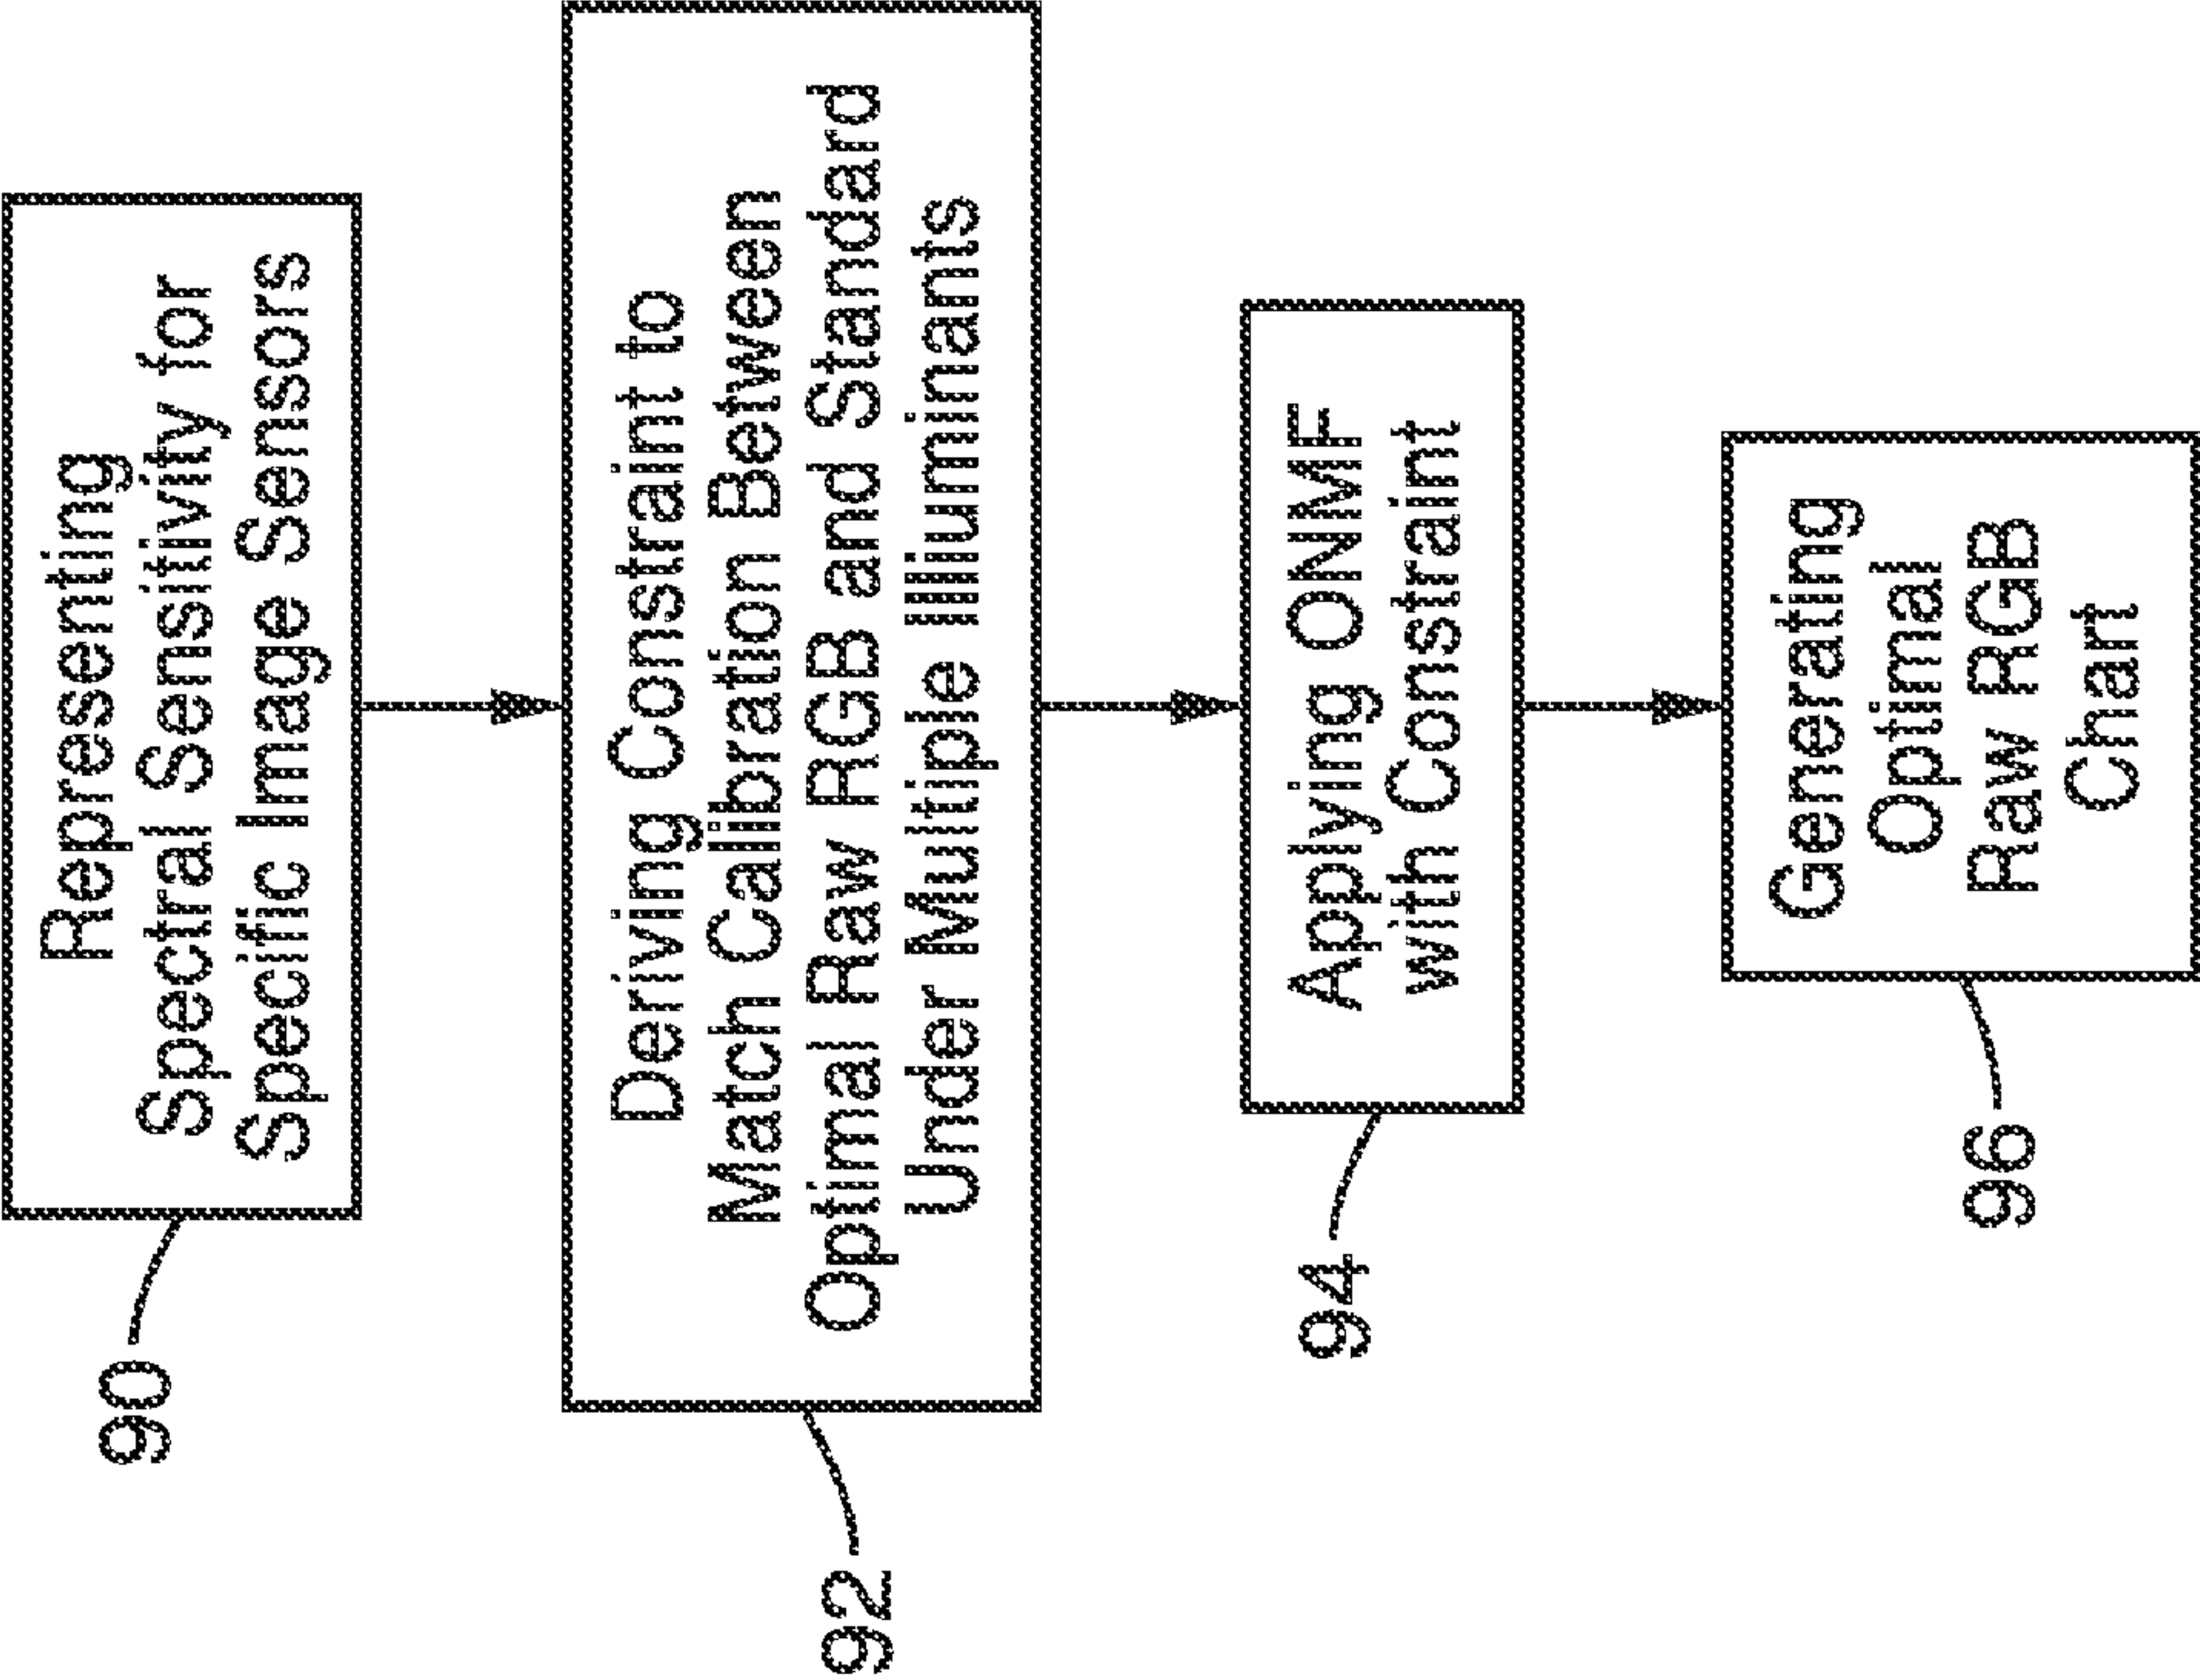 Representing
Spectral Sensitivity for
Specific Image Sensors
90
Deriving Constraint to
Match Calibration Between
Optimal Raw RGB and Standard
Under Multiple Illuminants
92
Applying ONMF
with Constraint
94
Generating
Optimal
Raw RGB
Chart
96